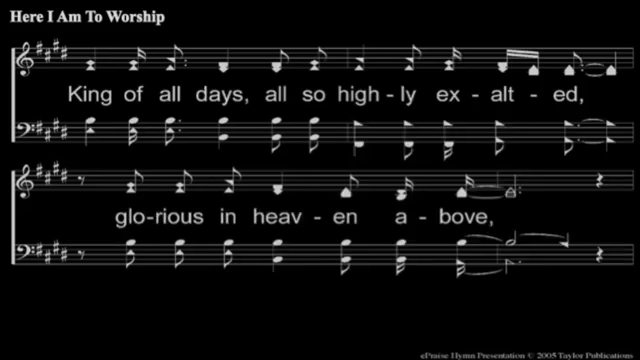 Here I Am To Worship
King of all days, all so high - ly ex - alt - ed,
glo-rious in heav - en a - bove,
ePraise Hymn Presentation © 2005 Taylor Publications